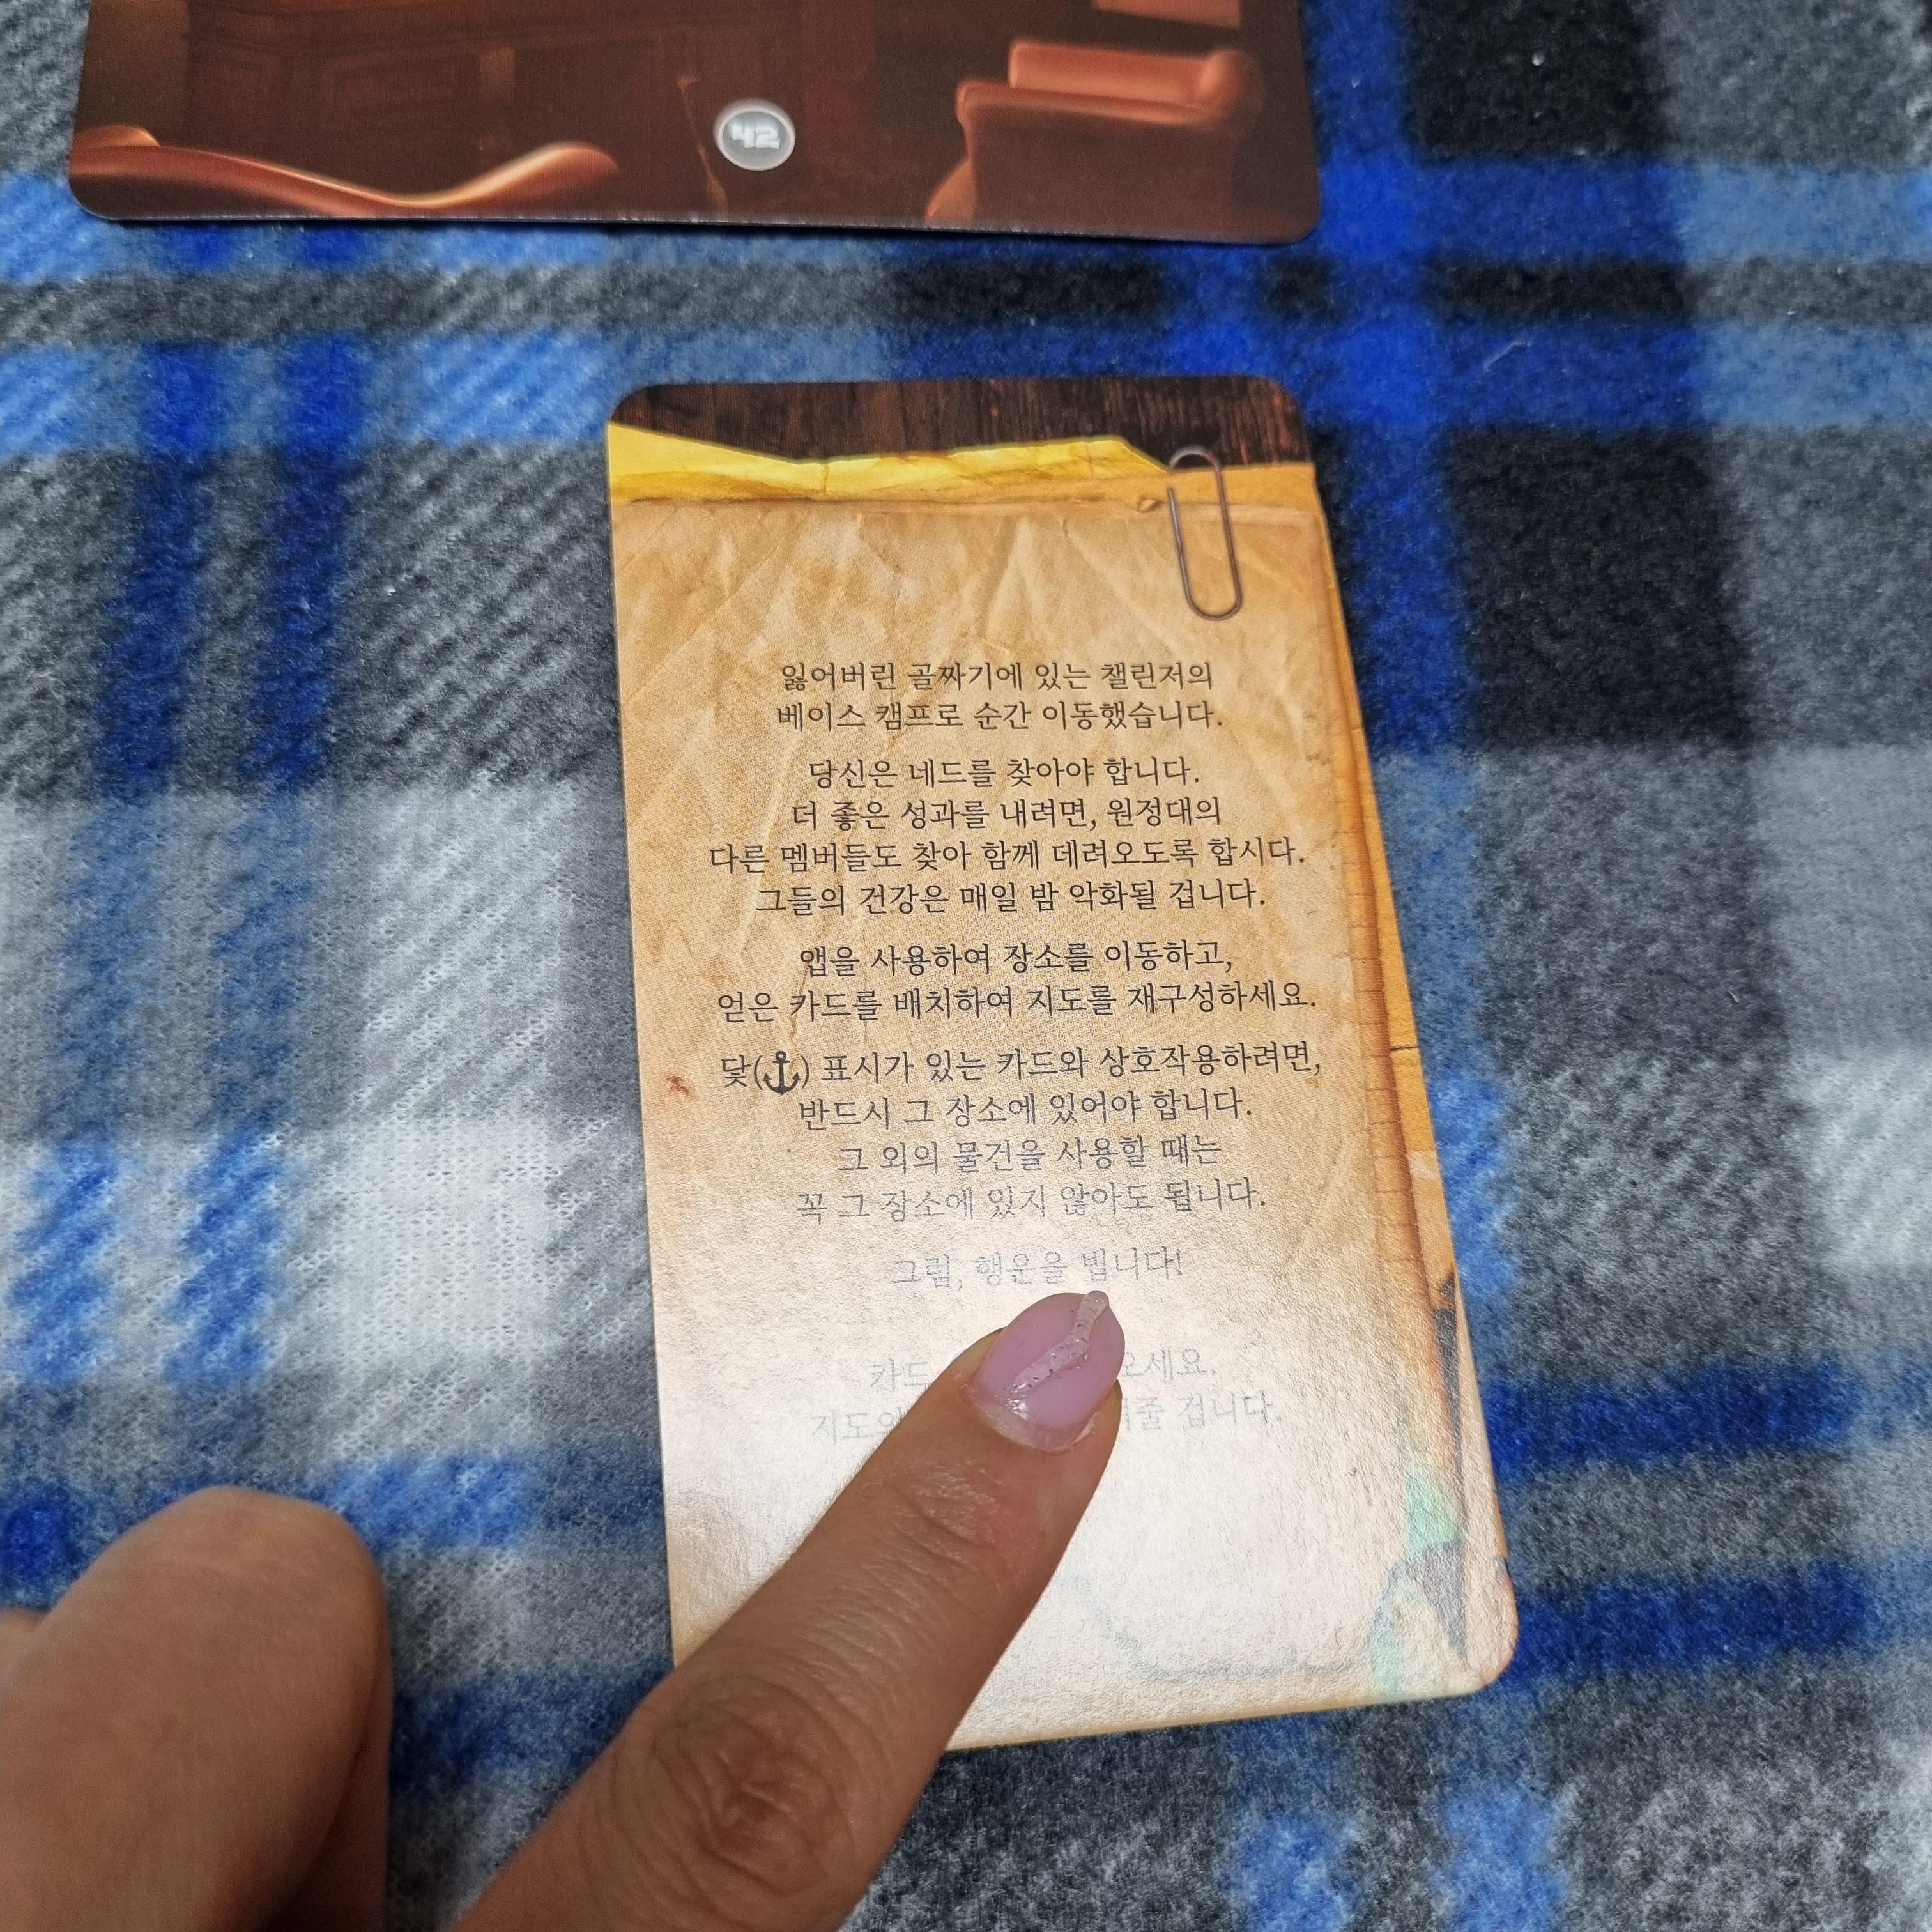 42
잃어버린 골짜기에 있는 챌린저의
베이스 캠프로 순간 이동했습니다.
당신은 네드를 찾아야 합니다.
더 좋은 성과를 내려면, 원정대의
다른 멤버들도 찾아 함께 데려오도록 합시다.
그들의 건강은 매일 밤 악화될 겁니다.
앱을 사용하여 장소를 이동하고,
얻은 카드를 배치하여 지도를 재구성하세요.
닻(⚓) 표시가 있는 카드와 상호작용하려면,
반드시 그 장소에 있어야 합니다.
그 외의 물건을 사용할 때는
꼭 그 장소에 있지 않아도 됩니다.
그럼, 행운을 빕니다!
카드
지도의 겁니다.